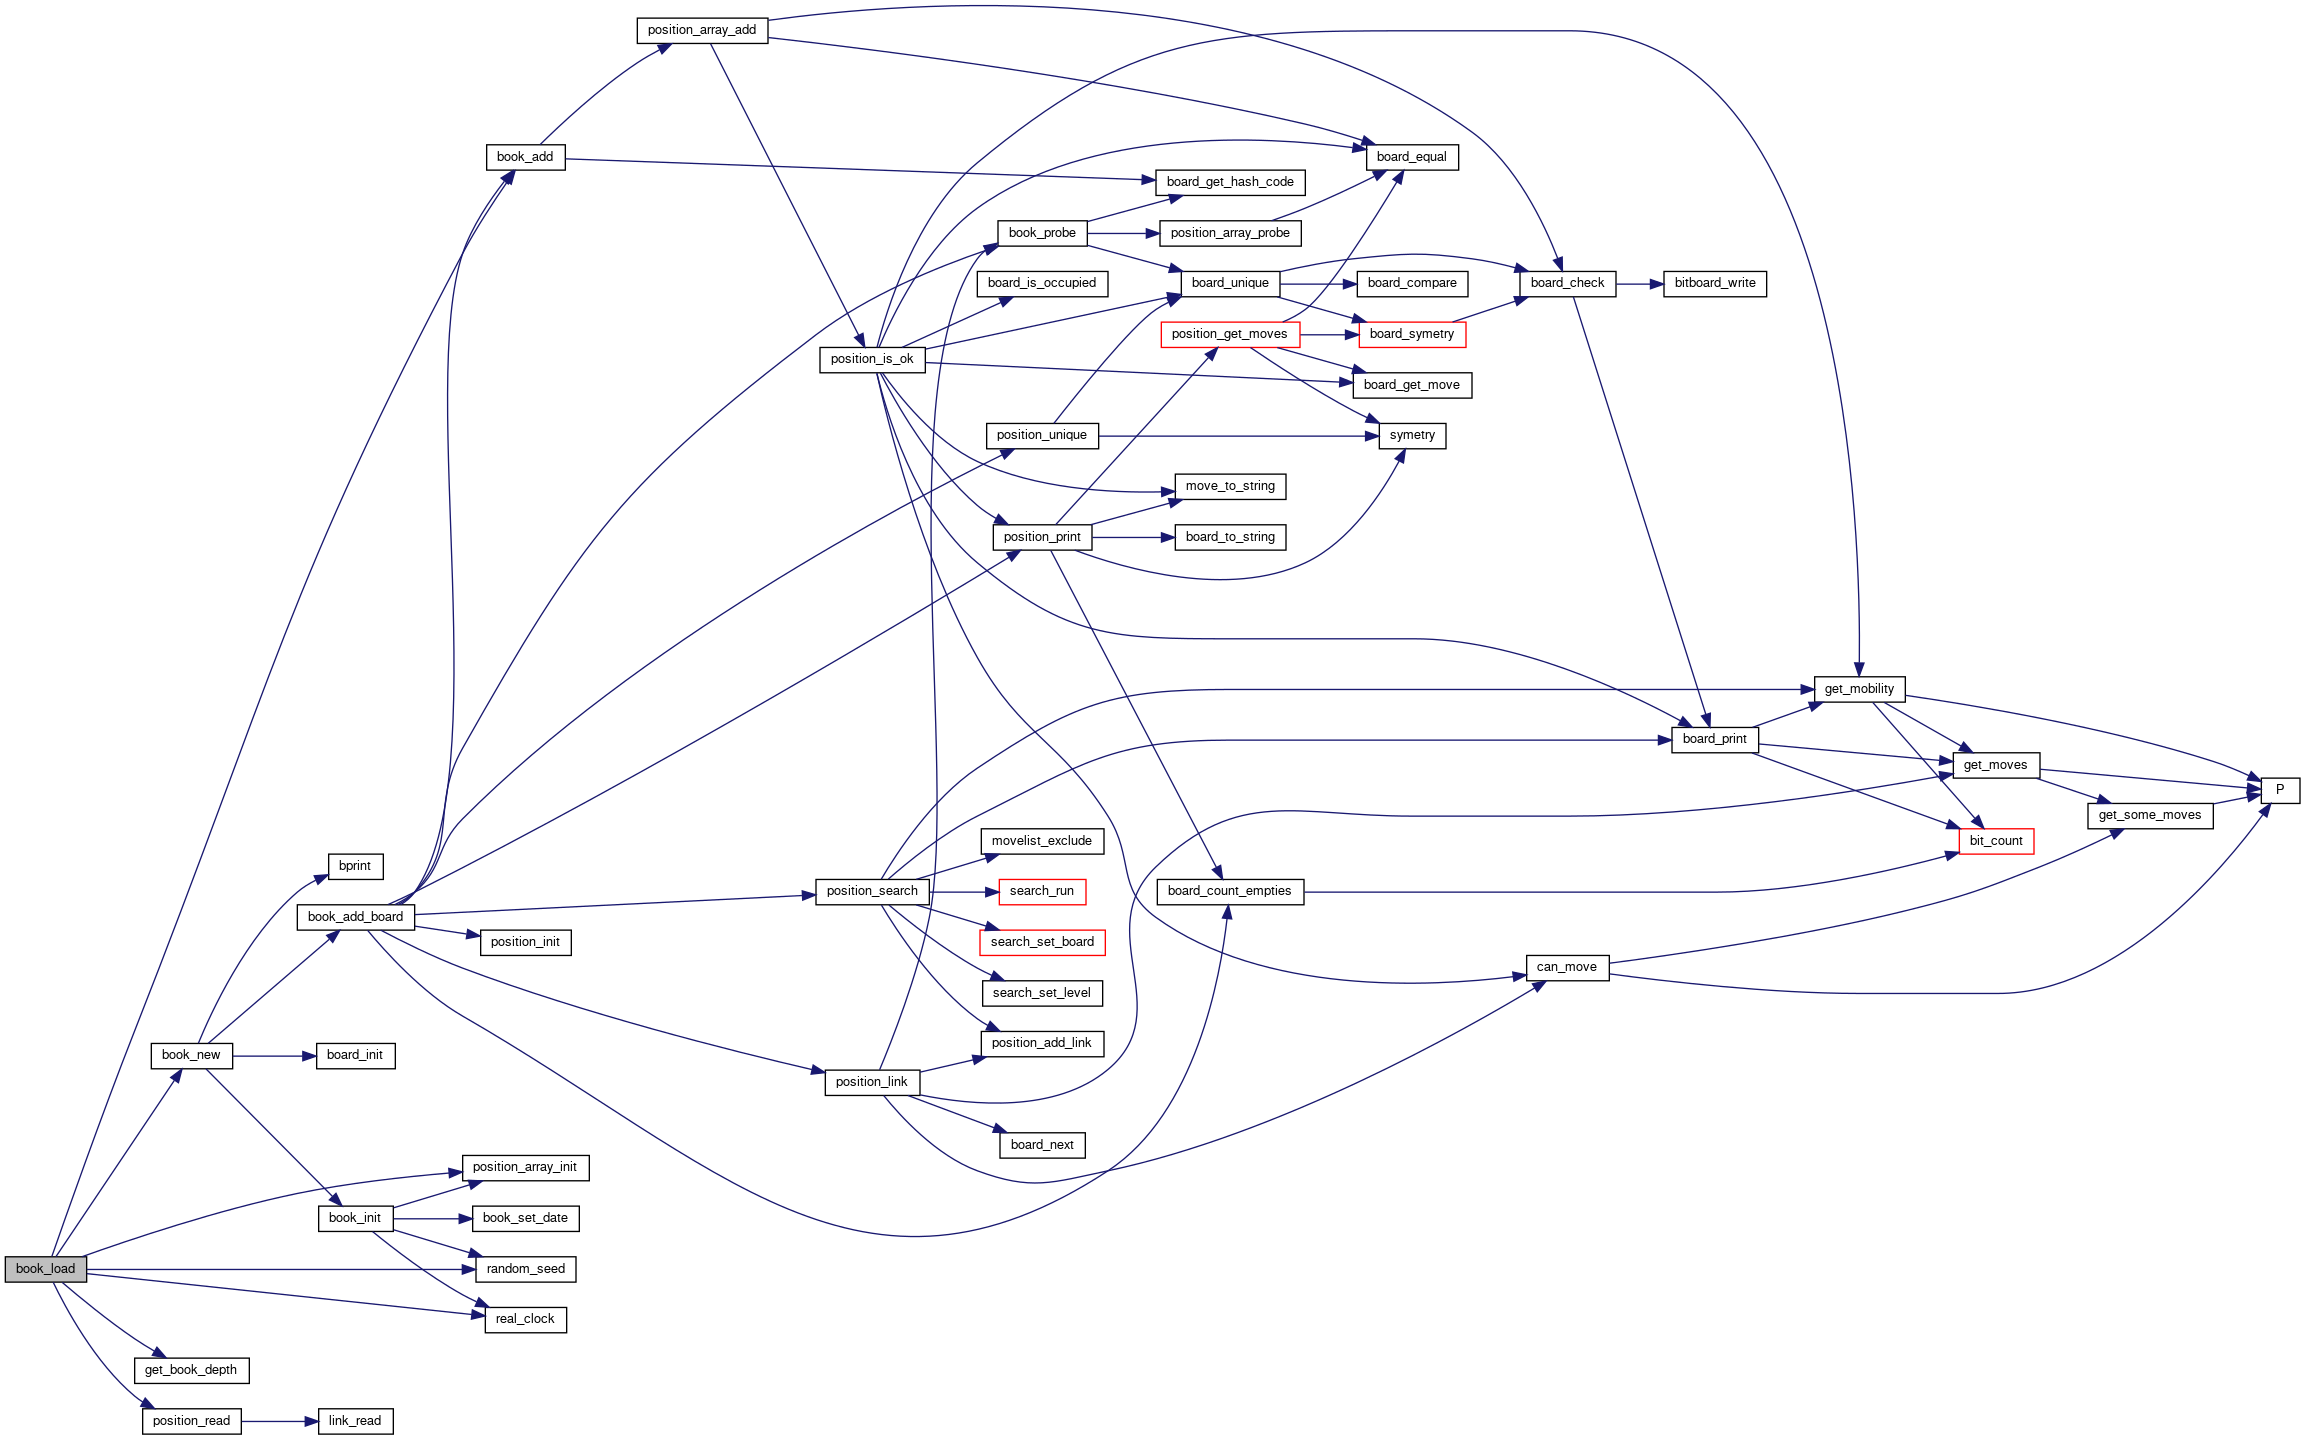 position_array_add
book_add
board_equal
board_get_hash_code
book_probe
position_array_probe
board_is_occupied
board_unique
board_compare
board_check
bitboard_write
position_get_moves
board_symetry
position_is_ok
board_get_move
position_unique
symetry
move_to_string
position_print
board_to_string
get_mobility
board_print
get_moves
P
get_some_moves
movelist_exclude
bit_count
bprint
position_search
search_run
board_count_empties
book_add_board
position_init
search_set_board
can_move
search_set_level
position_add_link
book_new
board_init
position_link
board_next
position_array_init
book_init
book_set_date
book_load
random_seed
real_clock
get_book_depth
position_read
link_read